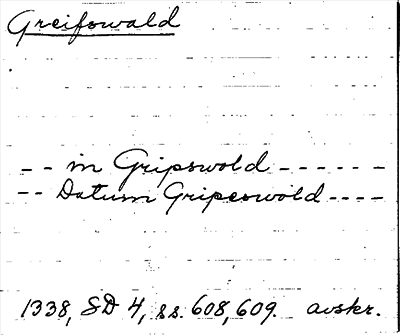 Greifswald
-- in Gripswold ------
-- Datum Gripeswold ----
1338, SD 4, ss. 608, 609. avskr.